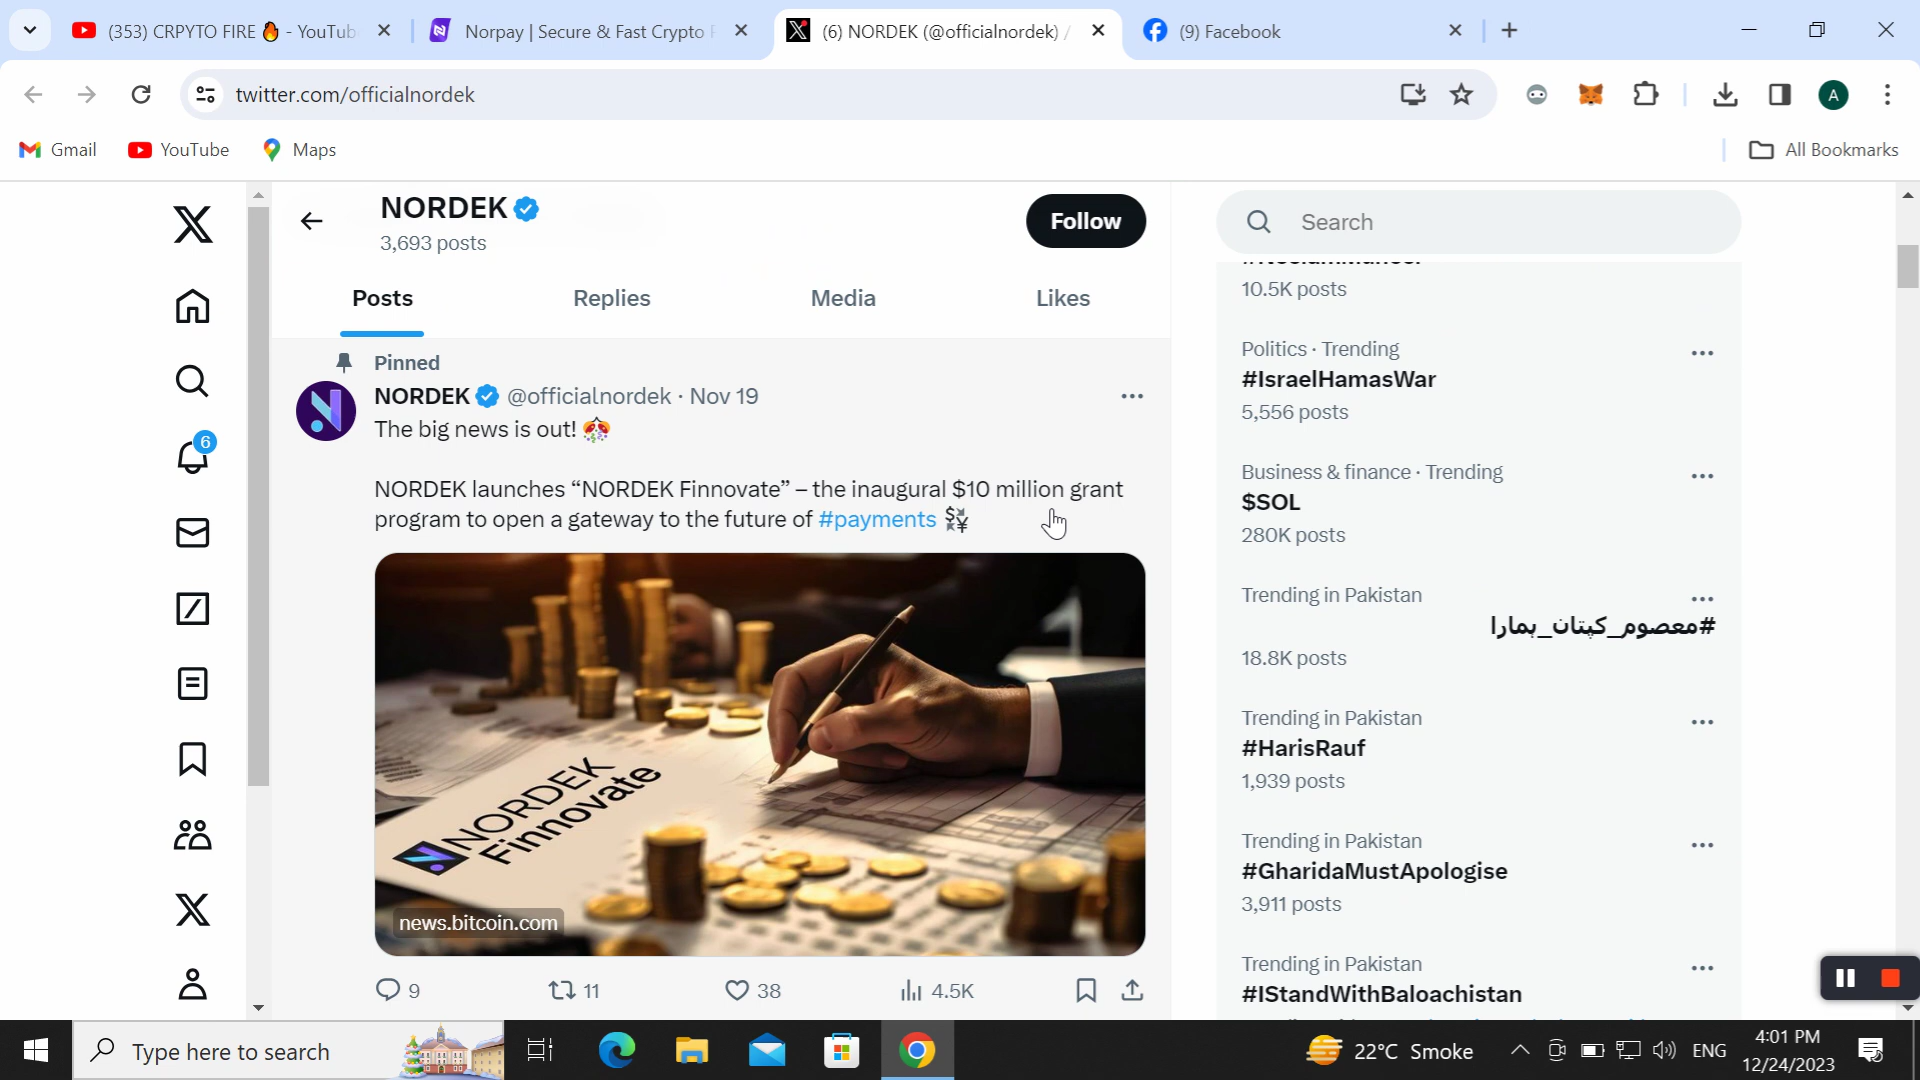 (353) CRPYTO FIRE🔥 - YouTub
Norpay | Secure & Fast Crypto
(6) NORDEK (@officialnordek) /
(9) Facebook
twitter.com/officialnordek
A
Gmail
YouTube
Maps
All Bookmarks
NORDEK
3,693 posts
Follow
Search
Posts
Replies
Media
Likes
Pinned
NORDEK @officialnordek · Nov 19
The big news is out! 🎊
NORDEK launches “NORDEK Finnovate” – the inaugural $10 million grant
program to open a gateway to the future of #payments 💱
NORDEK
Finnovate
news.bitcoin.com
9
11
38
4.5K
10.5K posts
Politics · Trending
#IsraelHamasWar
5,556 posts
Business & finance · Trending
$SOL
280K posts
Trending in Pakistan
#معصوم_کپتان_ہمارا
18.8K posts
Trending in Pakistan
#HarisRauf
1,939 posts
Trending in Pakistan
#GharidaMustApologise
3,911 posts
Trending in Pakistan
#IStandWithBaloachistan
6
Type here to search
22°C Smoke
ENG
4:01 PM
12/24/2023